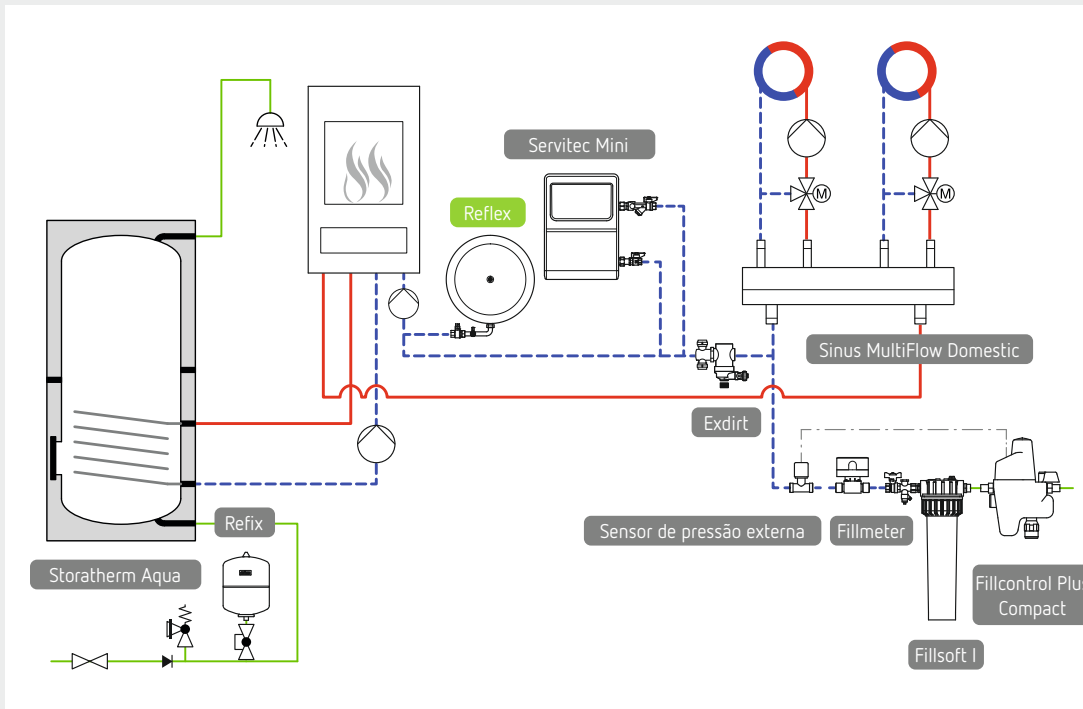 Servitec Mini
Reflex
Sinus MultiFlow Domestic
Exdirt
Refix
Sensor de pressão externa
Fillmeter
Storatherm Aqua
Fillcontrol Plus
Compact
Fillsoft I
M
M